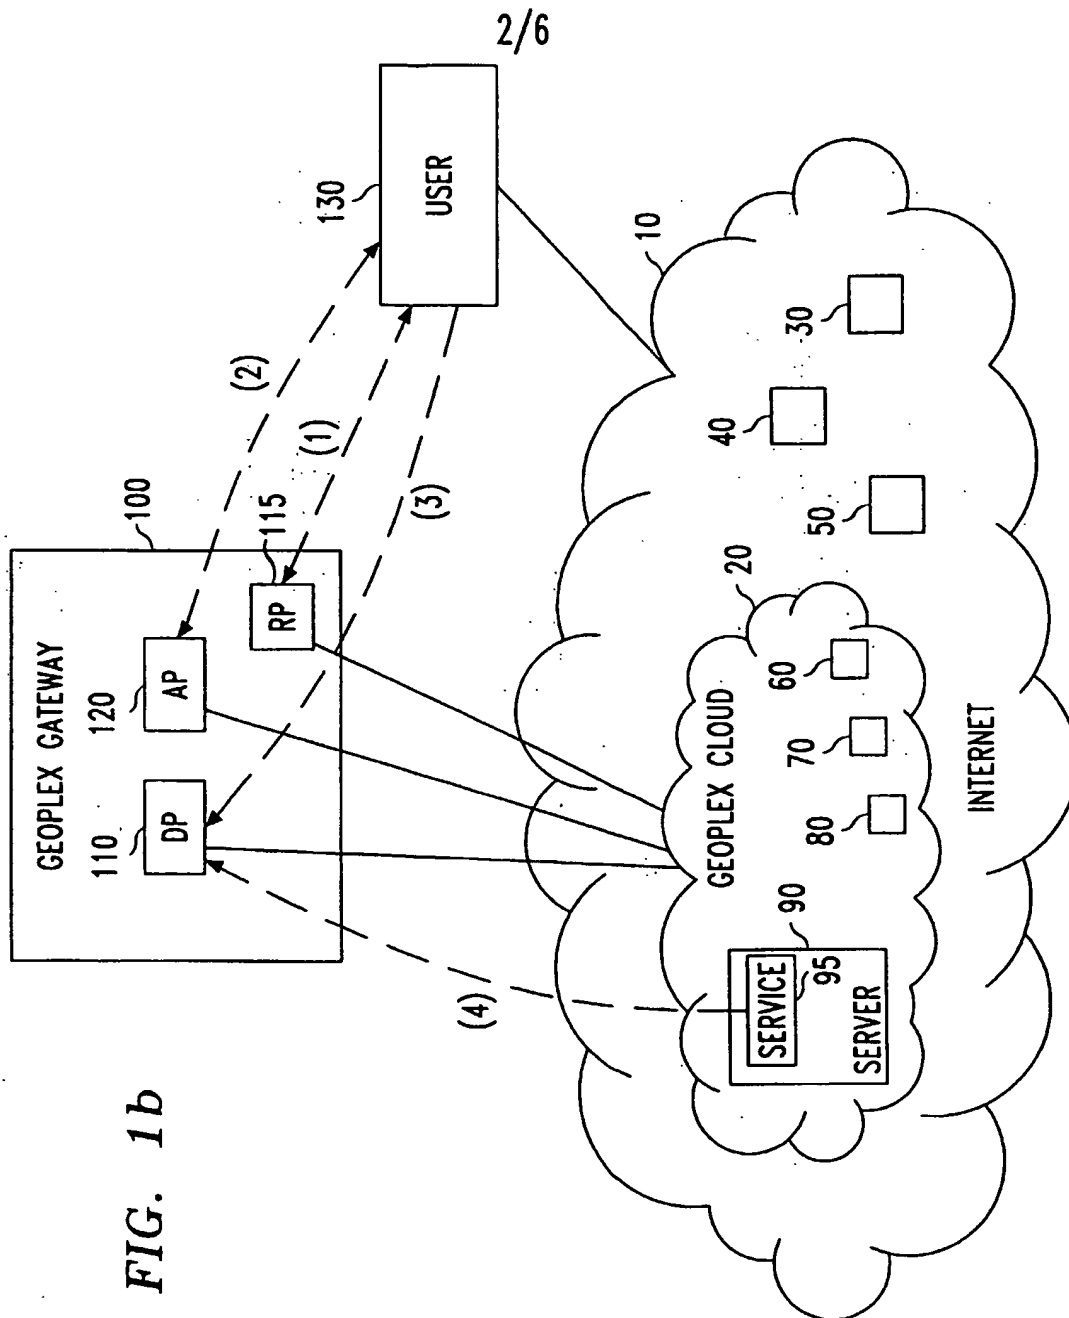 2/6
FIG. 1b
GEOPLEX GATEWAY
100
110
DP
120
AP
RP
115
130
USER
(1)
(2)
(3)
(4)
10
20
30
40
50
60
70
80
90
GEOPLEX CLOUD
SERVICE
95
SERVER
INTERNET